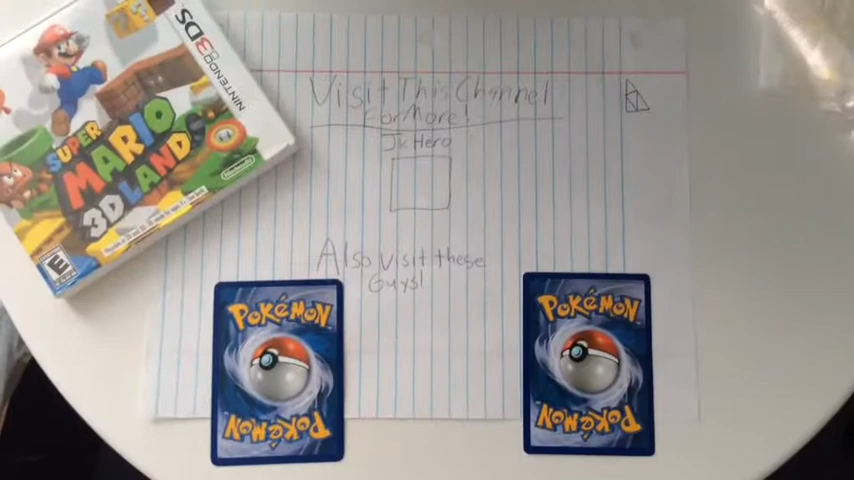 NINTENDO 3DS
SUPER
MARIO
3D LAND
Nintendo
E
Visit This Channel
For More!
JkHero
Also visit these
Guys!
POKéMON
POKéMON
POKéMON
POKéMON